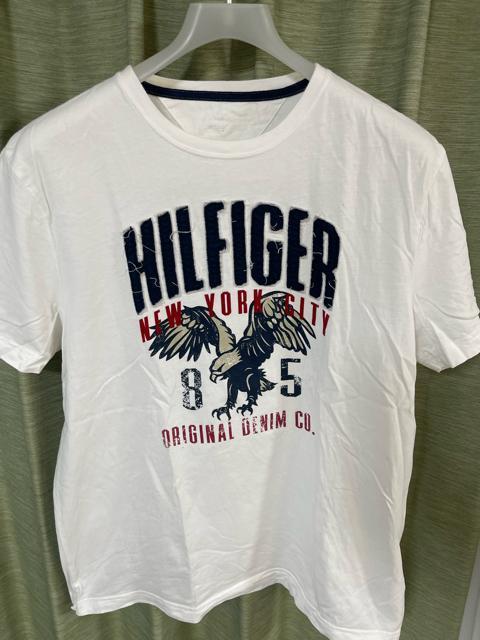 HILFIGER
NEW YORK CITY
8 5
ORIGINAL DENIM CO.